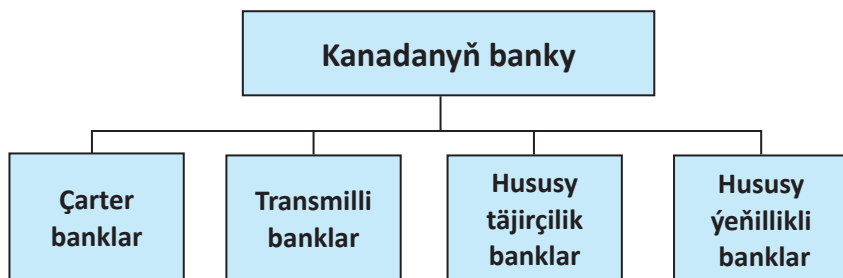 Kanadanyň banky
Çarter
banklar
Transmilli
banklar
Hususy
täjirçilik
banklar
Hususy
ýeňillikli
banklar